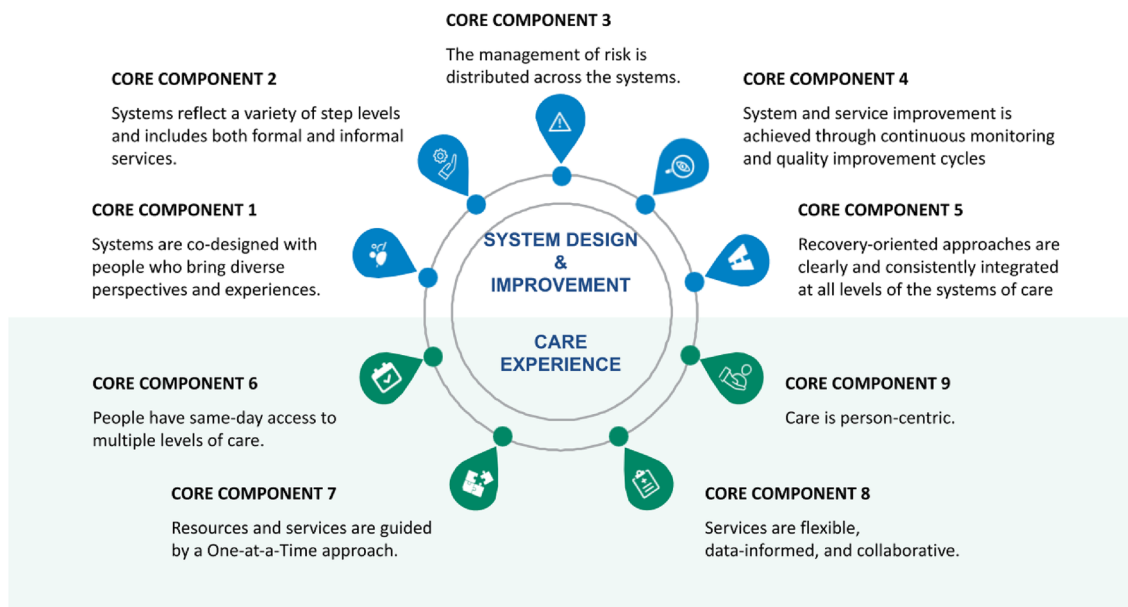 CORE COMPONENT 3
The management of risk is
distributed across the systems.
CORE COMPONENT 2
Systems reflect a variety of step levels
and includes both formal and informal
services.
CORE COMPONENT 4
System and service improvement is
achieved through continuous monitoring
and quality improvement cycles
CORE COMPONENT 1
Systems are co-designed with
people who bring diverse
perspectives and experiences.
SYSTEM DESIGN
&
IMPROVEMENT
CORE COMPONENT 5
Recovery-oriented approaches are
clearly and consistently integrated
at all levels of the systems of care
CARE
EXPERIENCE
CORE COMPONENT 6
People have same-day access to
multiple levels of care.
CORE COMPONENT 9
Care is person-centric.
CORE COMPONENT 7
Resources and services are guided
by a One-at-a-Time approach.
CORE COMPONENT 8
Services are flexible,
data-informed, and collaborative.